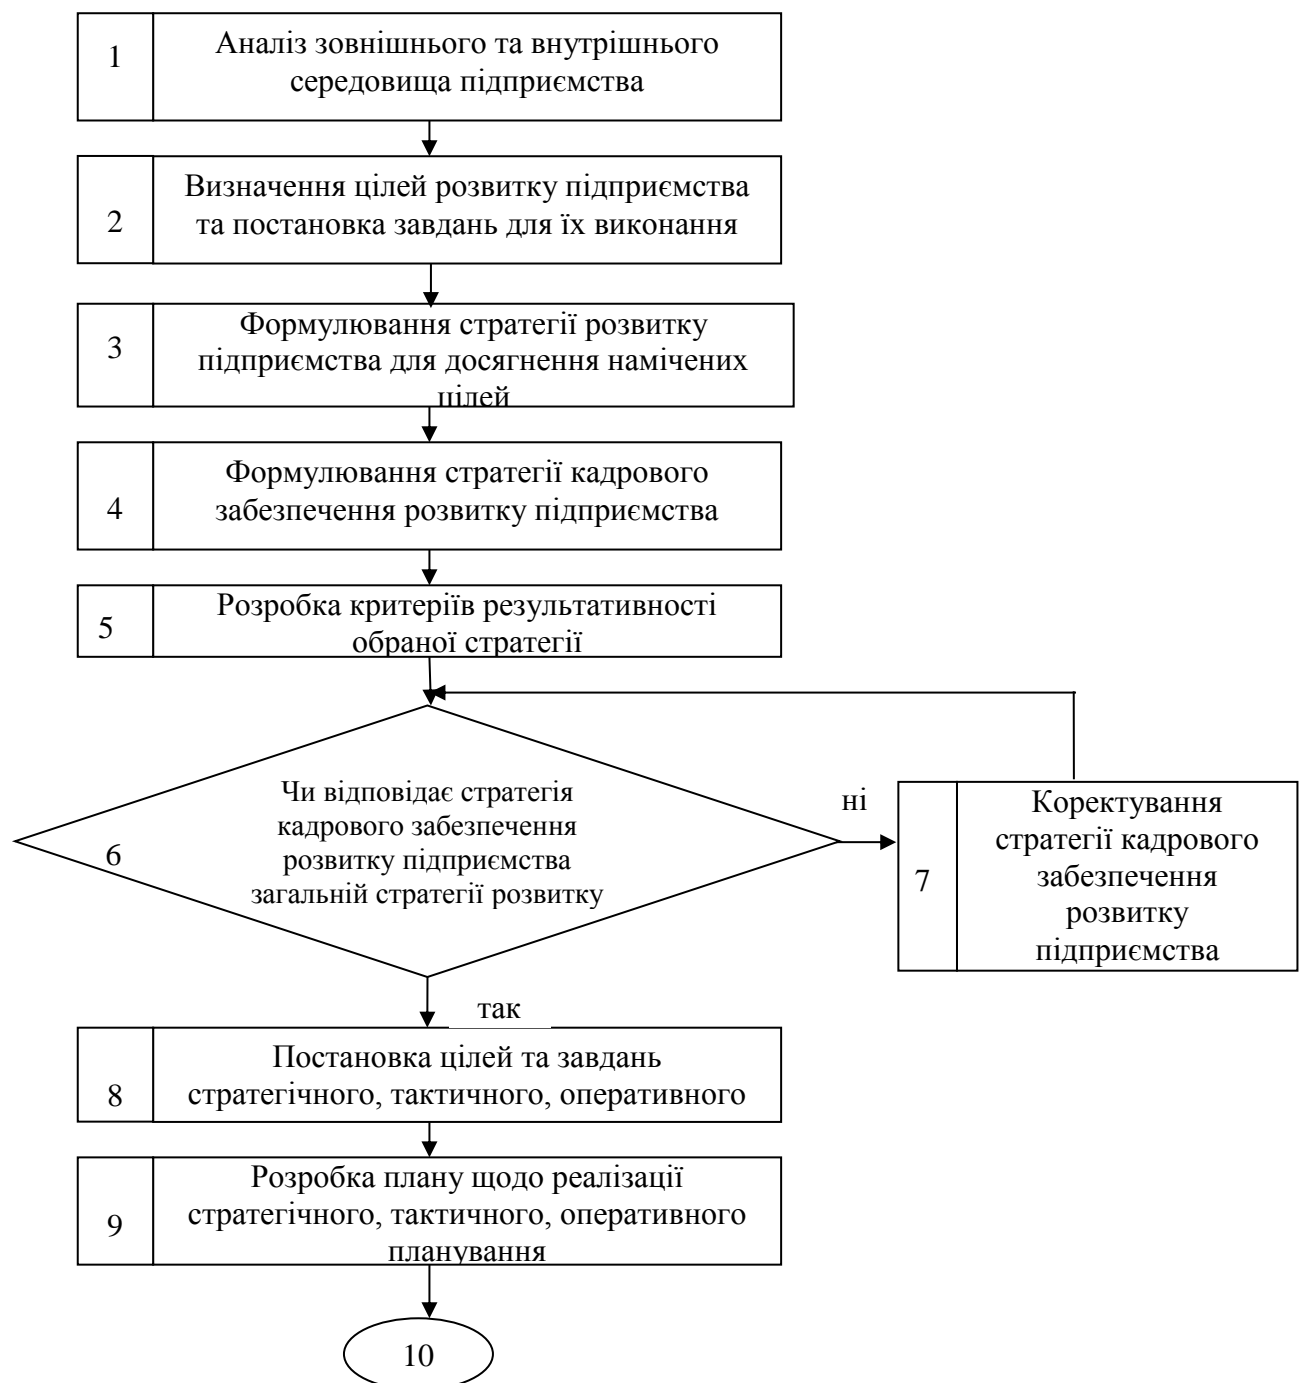 1
Аналіз зовнішнього та внутрішнього
середовища підприємства
2
Визначення цілей розвитку підприємства
та постановка завдань для їх виконання
3
Формулювання стратегії розвитку
підприємства для досягнення намічених
цілей
4
Формулювання стратегії кадрового
забезпечення розвитку підприємства
5
Розробка критеріїв результативності
обраної стратегії
6
Чи відповідає стратегія
кадрового забезпечення
розвитку підприємства
загальній стратегії розвитку
ні
7
Коректування
стратегії кадрового
забезпечення
розвитку
підприємства
так
8
Постановка цілей та завдань
стратегічного, тактичного, оперативного
9
Розробка плану щодо реалізації
стратегічного, тактичного, оперативного
планування
10